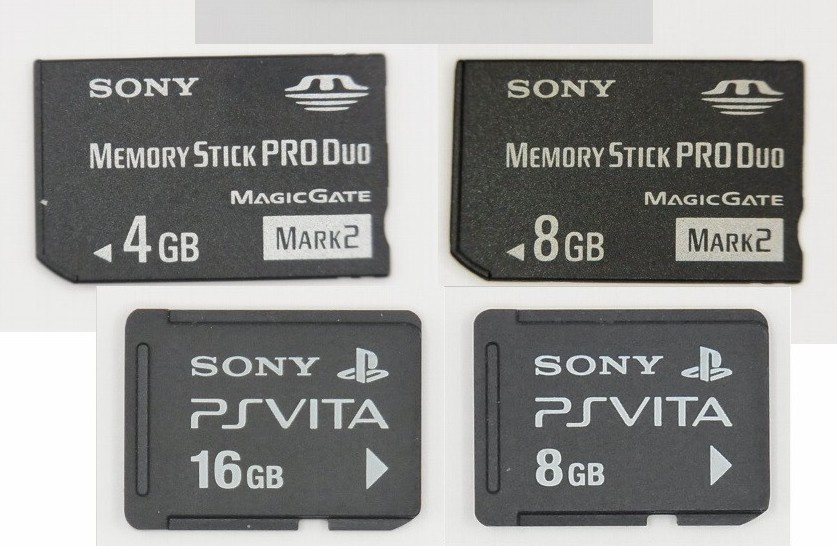 SONY
MEMORY STICK PRO DUO
MAGICGATE
4GB
MARK2
SONY
MEMORY STICK PRO DUO
MAGICGATE
8GB
MARK2
SONY
PSVITA
16GB
SONY
PSVITA
8GB